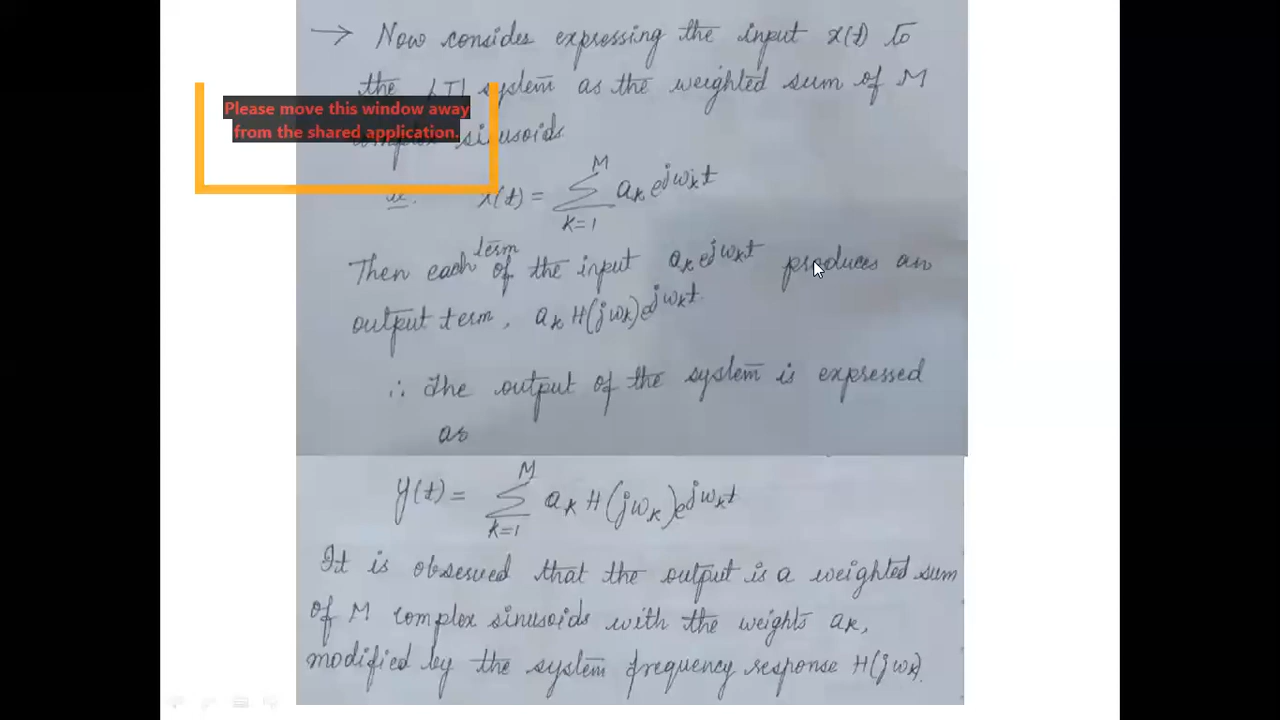 → Now consides expressing the input x(t) to
the LTI system as the weighted sum of M
Please move this window away
from the shared application.
complex sinusoids
ie. x(t) = \sum_{k=1}^{M} a_k e^{jω_k t}
Then each term of the input a_k e^{jω_k t} produces an
output term, a_k H(jω_k) e^{jω_k t}.
∴ The output of the system is expressed
as
y(t) = \sum_{k=1}^{M} a_k H(jω_k) e^{jω_k t}
It is observed that the output is a weighted sum
of M complex sinusoids with the weights a_k,
modified by the system frequency response H(jω_k).